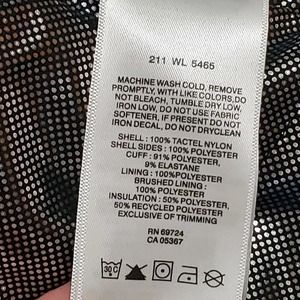 211 WL 5465
MACHINE WASH COLD, REMOVE
PROMPTLY, WITH LIKE COLORS, DO
NOT BLEACH, TUMBLE DRY LOW,
IRON LOW, DO NOT USE FABRIC
SOFTENER, IF PRESENT DO NOT
IRON DECAL, DO NOT DRYCLEAN
SHELL : 100% TACTEL NYLON
SHELL SIDES : 100% POLYESTER
CUFF : 91% POLYESTER
9% ELASTANE
LINING : 100% POLYESTER
BRUSHED LINING :
100% POLYESTER
INSULATION : 50% POLYESTER
50% RECYCLED POLYESTER
EXCLUSIVE OF TRIMMING
RN 69724
CA 05367
30 C